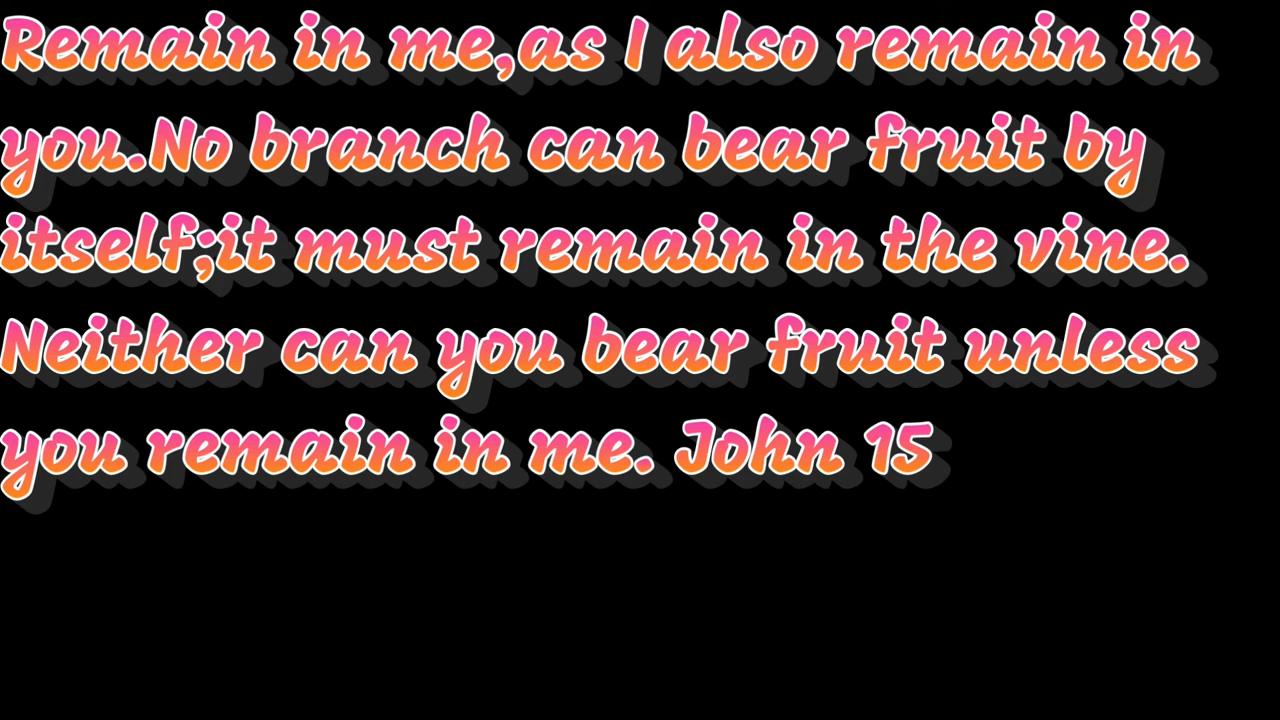 Remain in me,as I also remain in
you.No branch can bear fruit by
itself;it must remain in the vine.
Neither can you bear fruit unless
you remain in me. John 15